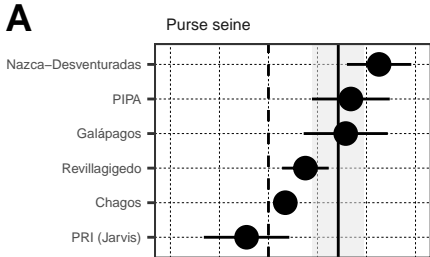 A
Purse seine
Nazca−Desventuradas
PIPA
Galápagos
Revillagigedo
Chagos
PRI (Jarvis)